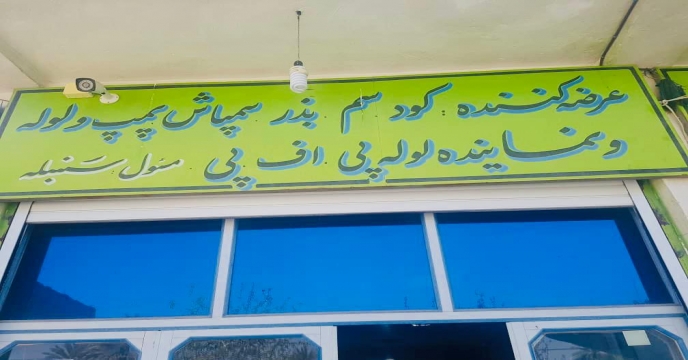 عرضه کننده: کود سم بذر سمپاش پمپ و لوله
و نماینده لوله پی اف پی مسئول سنبله